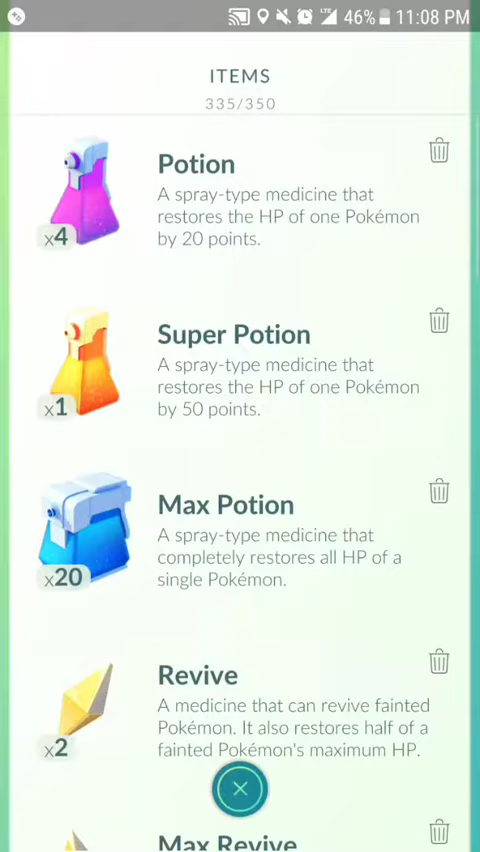 LTE 46% 11:08 PM
ITEMS
335/350
Potion
A spray-type medicine that
restores the HP of one Pokémon
by 20 points.
x4
Super Potion
A spray-type medicine that
restores the HP of one Pokémon
by 50 points.
x1
Max Potion
A spray-type medicine that
completely restores all HP of a
single Pokémon.
x20
Revive
A medicine that can revive fainted
Pokémon. It also restores half of a
fainted Pokémon's maximum HP.
x2
Max Revive